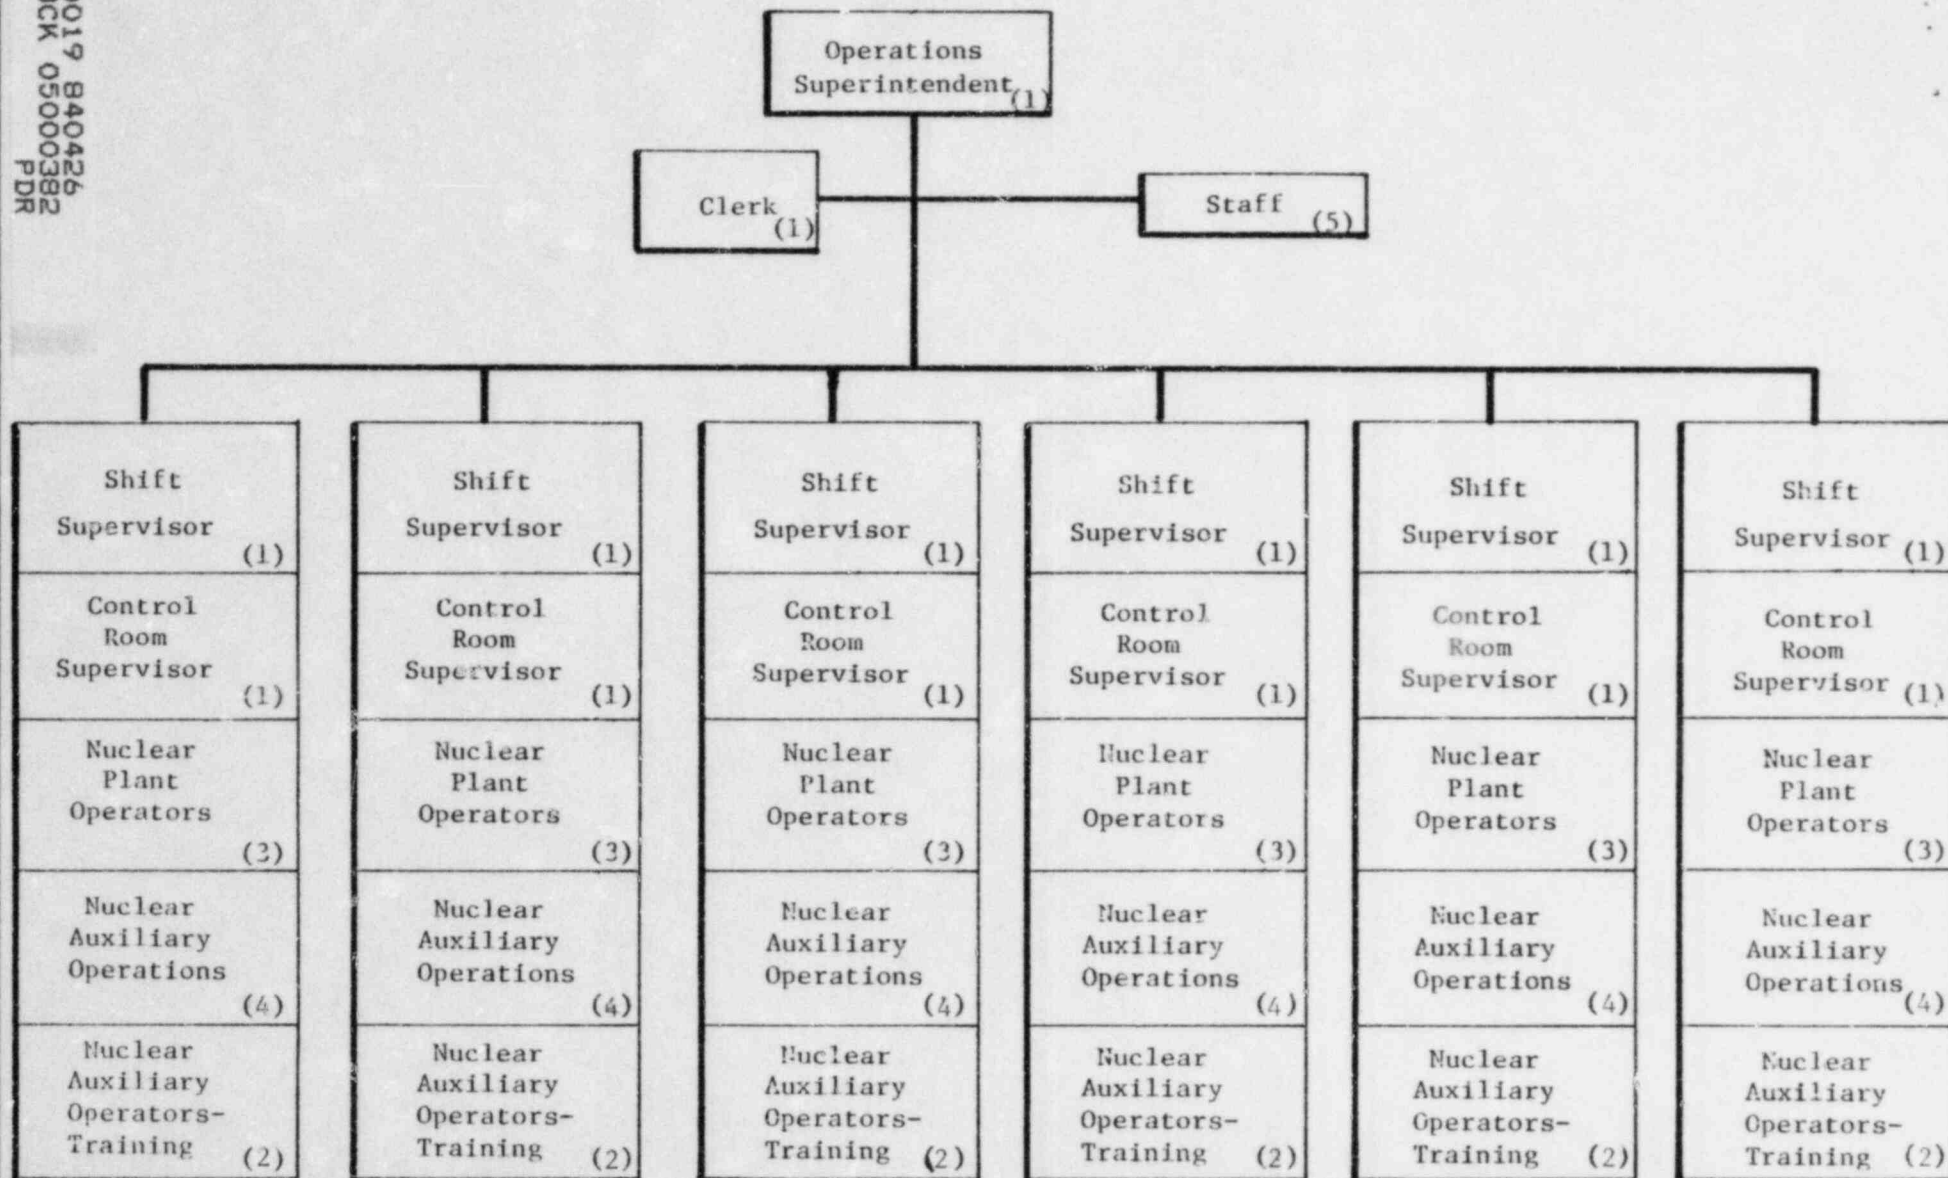 0019 840426
CK 05000382
PDR
Operations
Superintendent (1)
Clerk (1)
Staff (5)
Shift
Supervisor
(1)
Control
Room
Supervisor
(1)
Nuclear
Plant
Operators
(3)
Nuclear
Auxiliary
Operations
(4)
Nuclear
Auxiliary
Operators-
Training (2)
Shift
Supervisor
(1)
Control
Room
Supervisor
(1)
Nuclear
Plant
Operators
(3)
Nuclear
Auxiliary
Operations
(4)
Nuclear
Auxiliary
Operators-
Training (2)
Shift
Supervisor
(1)
Control
Room
Supervisor
(1)
Nuclear
Plant
Operators
(3)
Nuclear
Auxiliary
Operations
(4)
Nuclear
Auxiliary
Operators-
Training (2)
Shift
Supervisor
(1)
Control
Room
Supervisor
(1)
Nuclear
Plant
Operators
(3)
Nuclear
Auxiliary
Operations
(4)
Nuclear
Auxiliary
Operators-
Training (2)
Shift
Supervisor
(1)
Control
Room
Supervisor
(1)
Nuclear
Plant
Operators
(3)
Nuclear
Auxiliary
Operations
(4)
Nuclear
Auxiliary
Operators-
Training (2)
Shift
Supervisor (1)
Control
Room
Supervisor (1)
Nuclear
Plant
Operators
(3)
Nuclear
Auxiliary
Operations
(4)
Nuclear
Auxiliary
Operators-
Training (2)